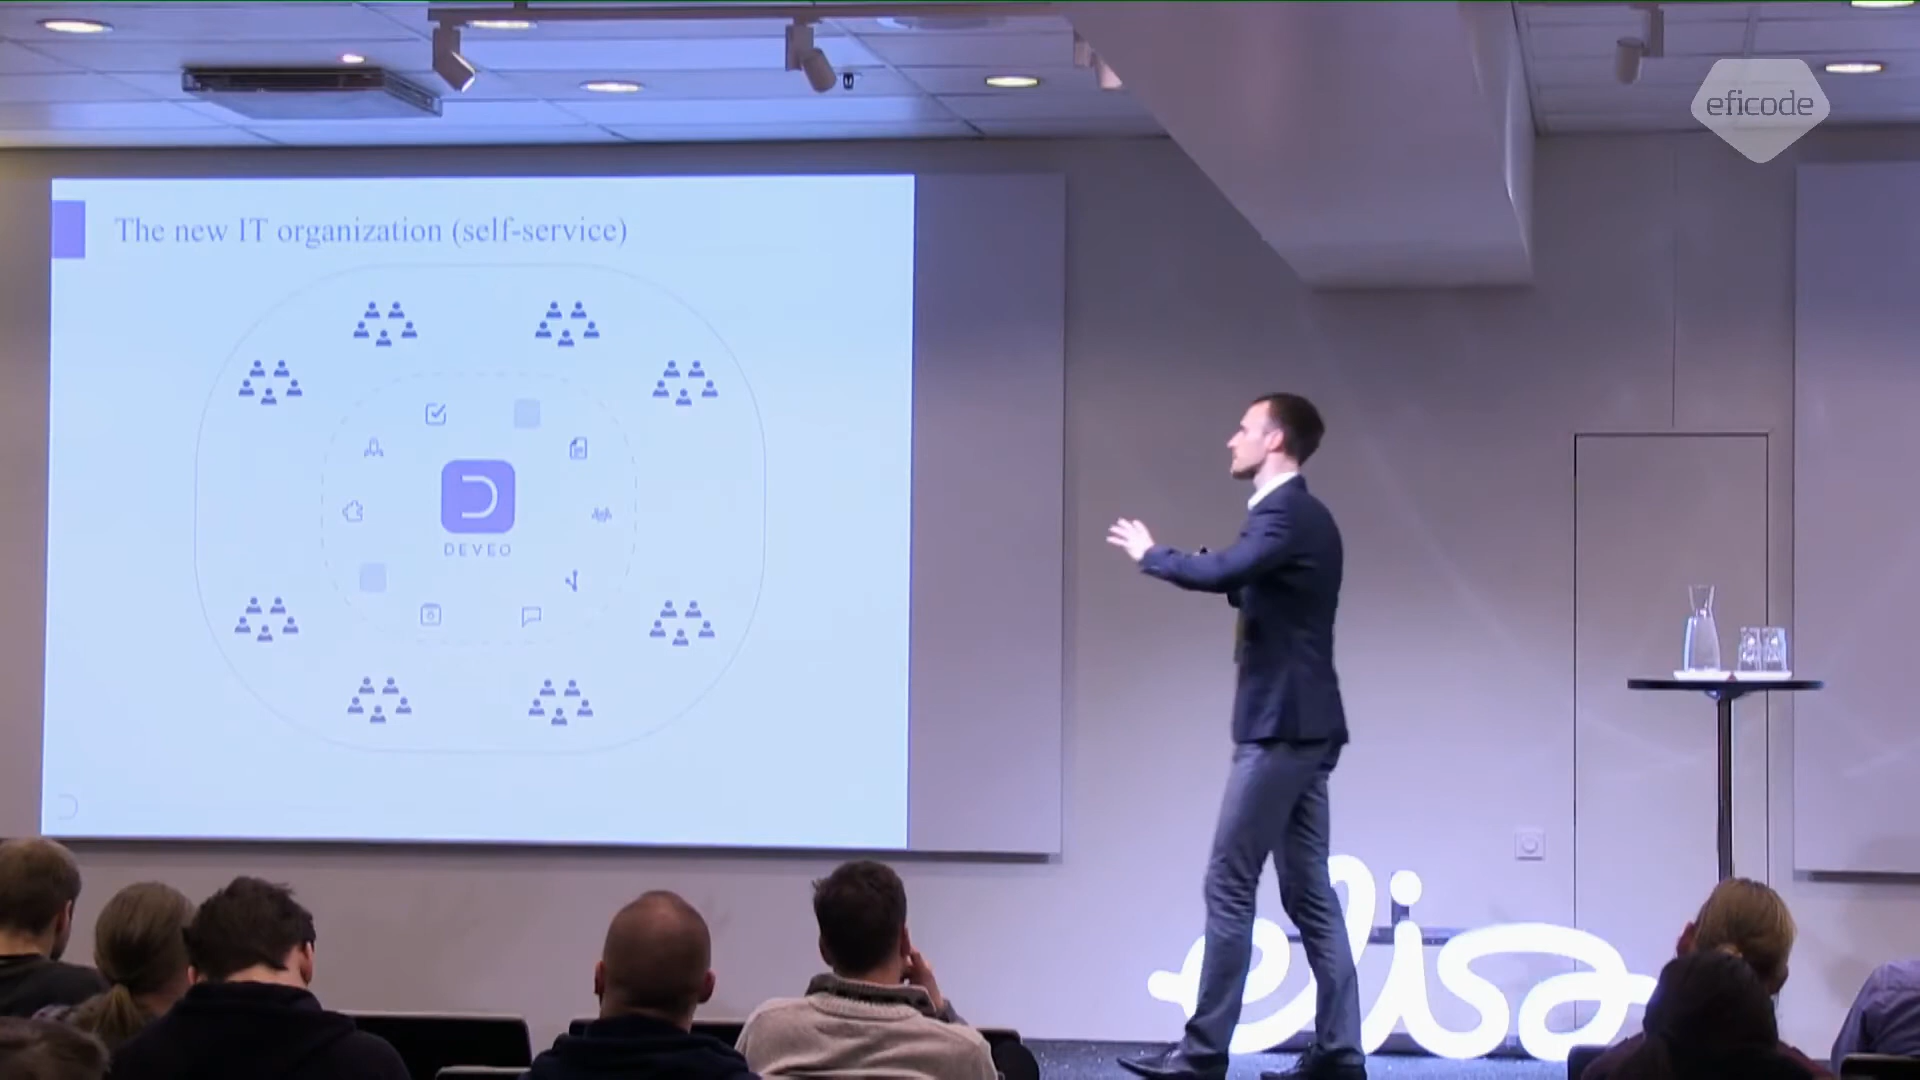 eficode
The new IT organization (self-service)
DEVEO
elisa